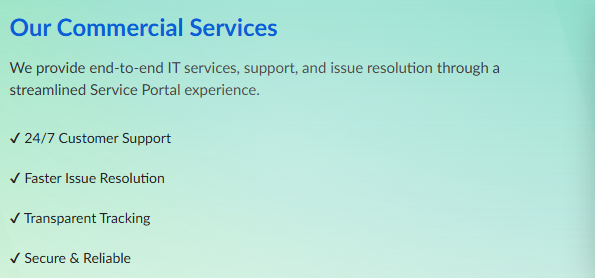 Our Commercial Services
We provide end-to-end IT services, support, and issue resolution through a
streamlined Service Portal experience.
✓ 24/7 Customer Support
✓ Faster Issue Resolution
✓ Transparent Tracking
✓ Secure & Reliable